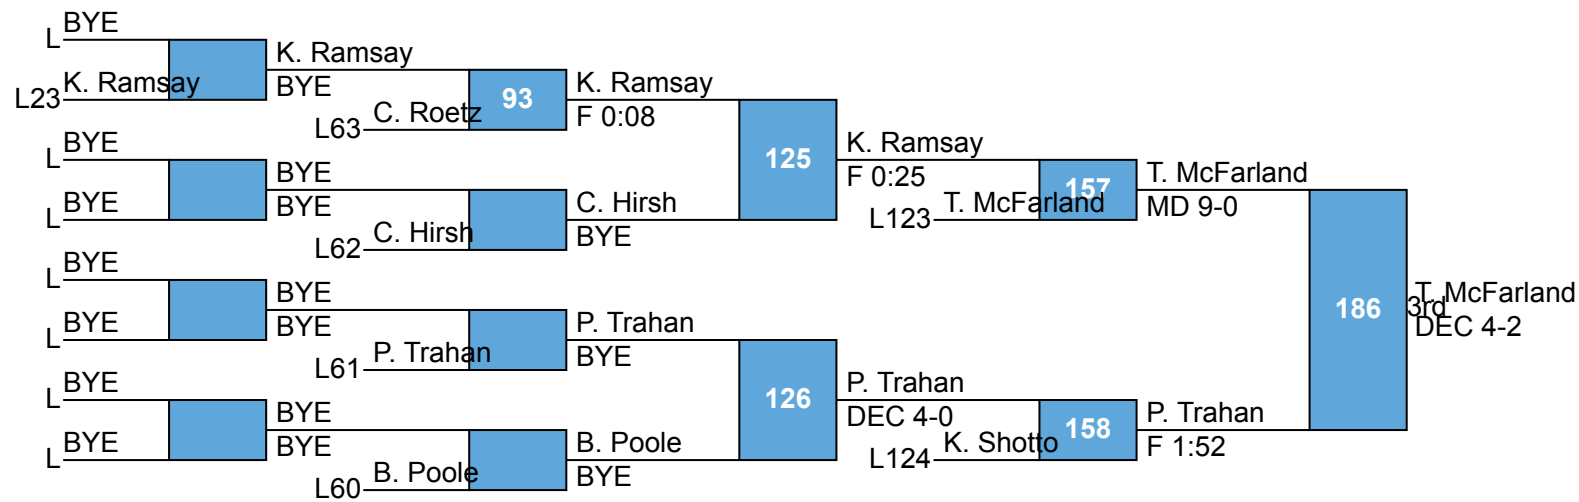 BYE
L
K. Ramsay
L23
K. Ramsay
BYE
93
C. Roetz
L63
K. Ramsay
F 0:08
BYE
L
BYE
L
BYE
BYE
C. Hirsh
L62
C. Hirsh
BYE
125
K. Ramsay
F 0:25
T. McFarland
L123
157
T. McFarland
MD 9-0
BYE
L
BYE
L
BYE
BYE
P. Trahan
L61
P. Trahan
BYE
BYE
L
BYE
L
BYE
BYE
B. Poole
L60
B. Poole
BYE
126
P. Trahan
DEC 4-0
K. Shotto
L124
158
P. Trahan
F 1:52
186
3rd
T. McFarland
DEC 4-2